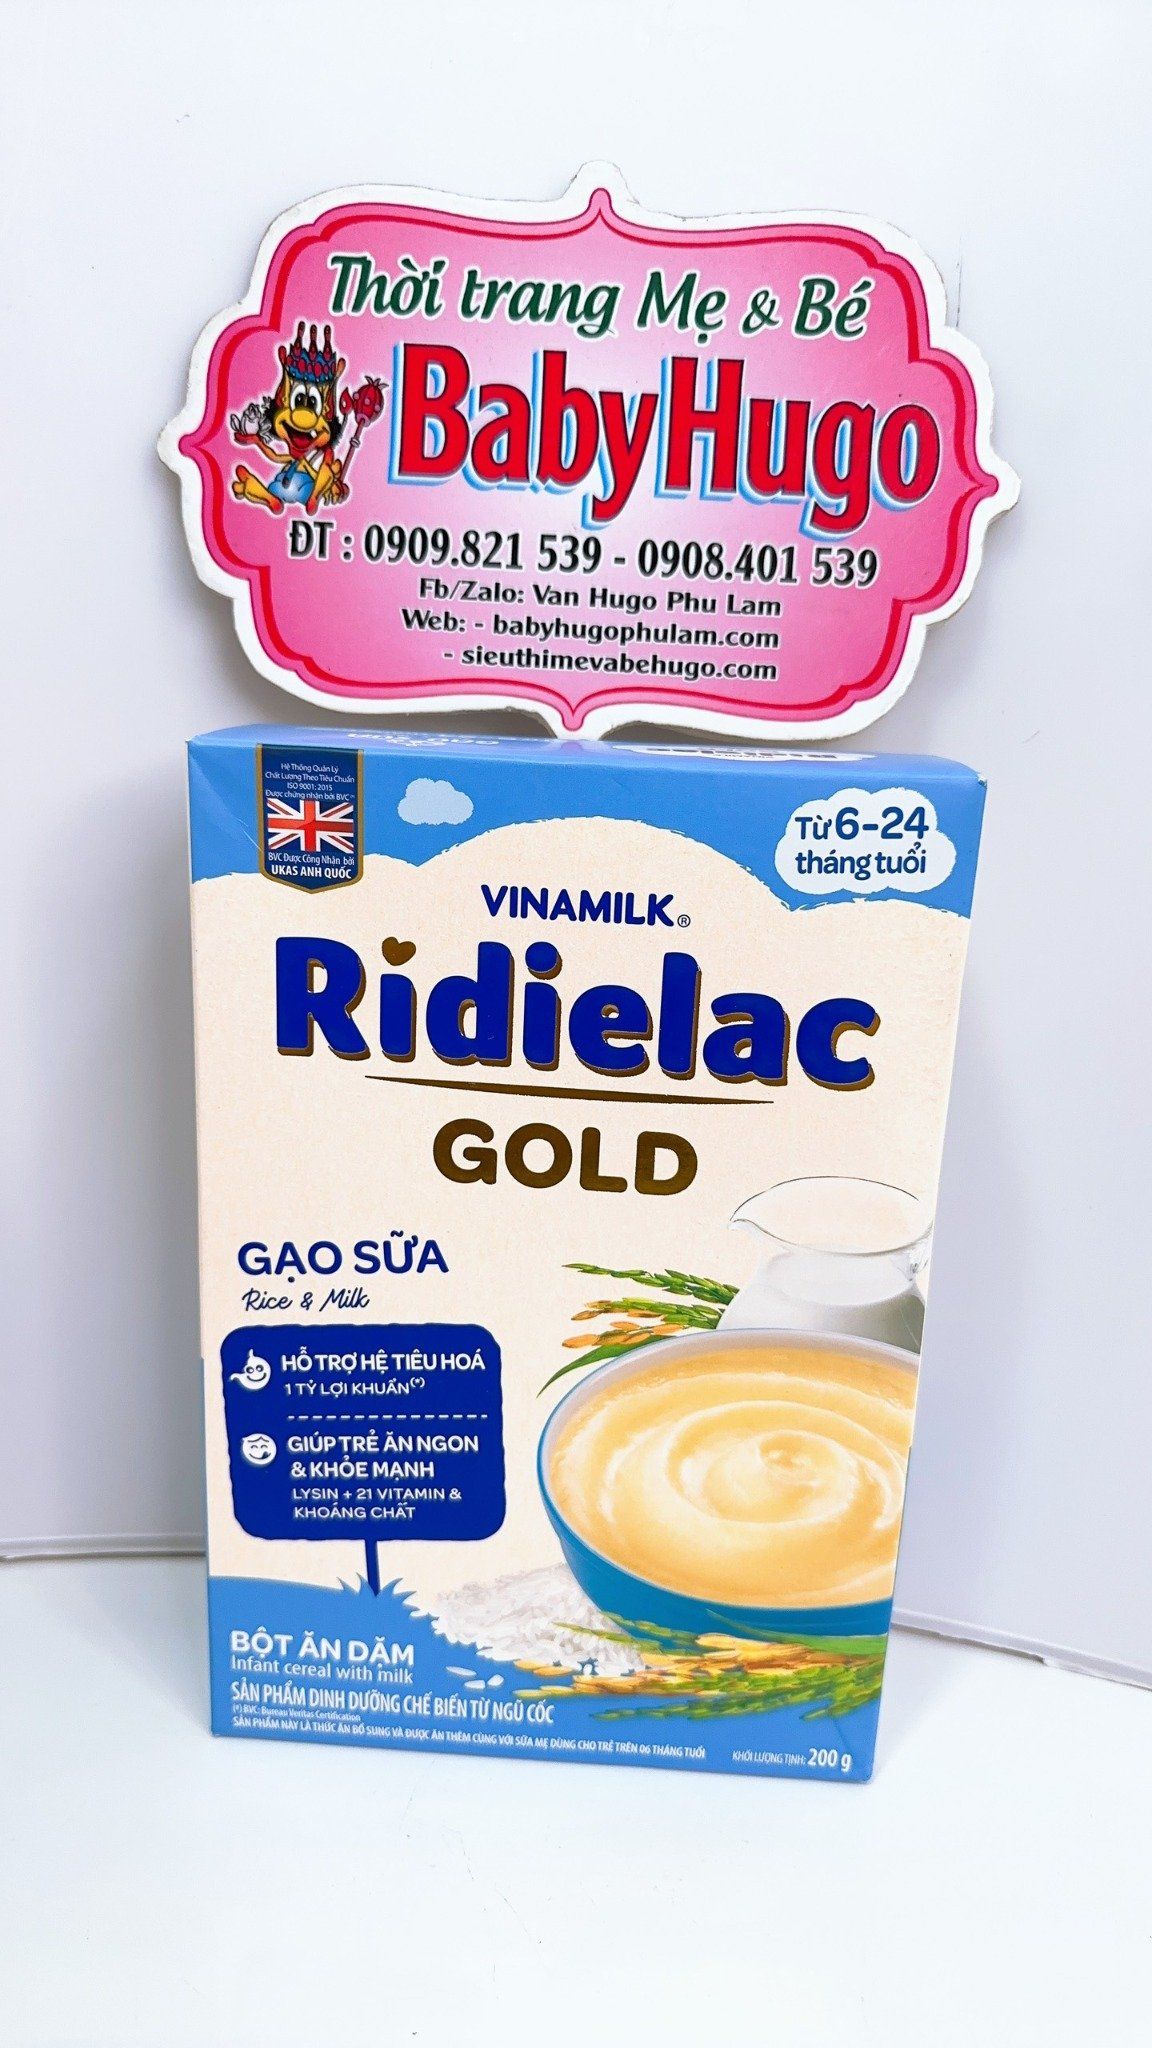 Thời trang Mẹ & Bé
BabyHugo
ĐT : 0909.821 539 - 0908.401 539
Fb/Zalo: Van Hugo Phu Lam
Web: - babyhugophulam.com
- sieuthimevabehugo.com
Hệ Thống Quản Lý
Chất Lượng Theo Tiêu Chuẩn
ISO 9001: 2015
Được chứng nhận bởi BVC(*)
BVC Được Công Nhận bởi
UKAS ANH QUỐC
Từ 6-24
tháng tuổi
VINAMILK®
Ridielac
GOLD
GẠO SỮA
Rice & Milk
HỖ TRỢ HỆ TIÊU HOÁ
1 TỶ LỢI KHUẨN(*)
GIÚP TRẺ ĂN NGON
& KHỎE MẠNH
LYSIN + 21 VITAMIN &
KHOÁNG CHẤT
BỘT ĂN DẶM
Infant cereal with milk
SẢN PHẨM DINH DƯỠNG CHẾ BIẾN TỪ NGŨ CỐC
(*) BVC: Bureau Veritas Certification
SẢN PHẨM NÀY LÀ THỨC ĂN BỔ SUNG VÀ ĐƯỢC ĂN THÊM CÙNG VỚI SỮA MẸ DÙNG CHO TRẺ TRÊN 06 THÁNG TUỔI
KHỐI LƯỢNG TỊNH: 200 g